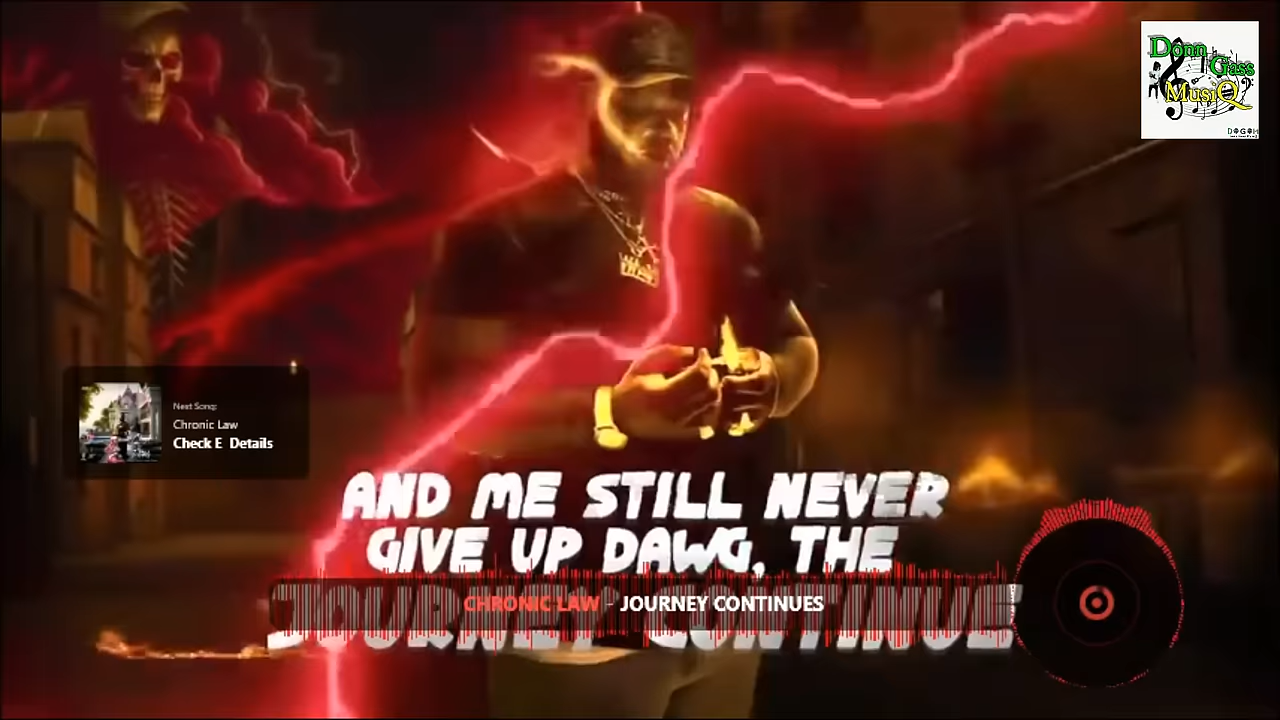 Donn
Gass
MusiQ
Next Song:
Chronic Law
Check E Details
AND ME STILL NEVER
GIVE UP DAWG, THE
JOURNEY CONTINUE
CHRONIC LAW - JOURNEY CONTINUES